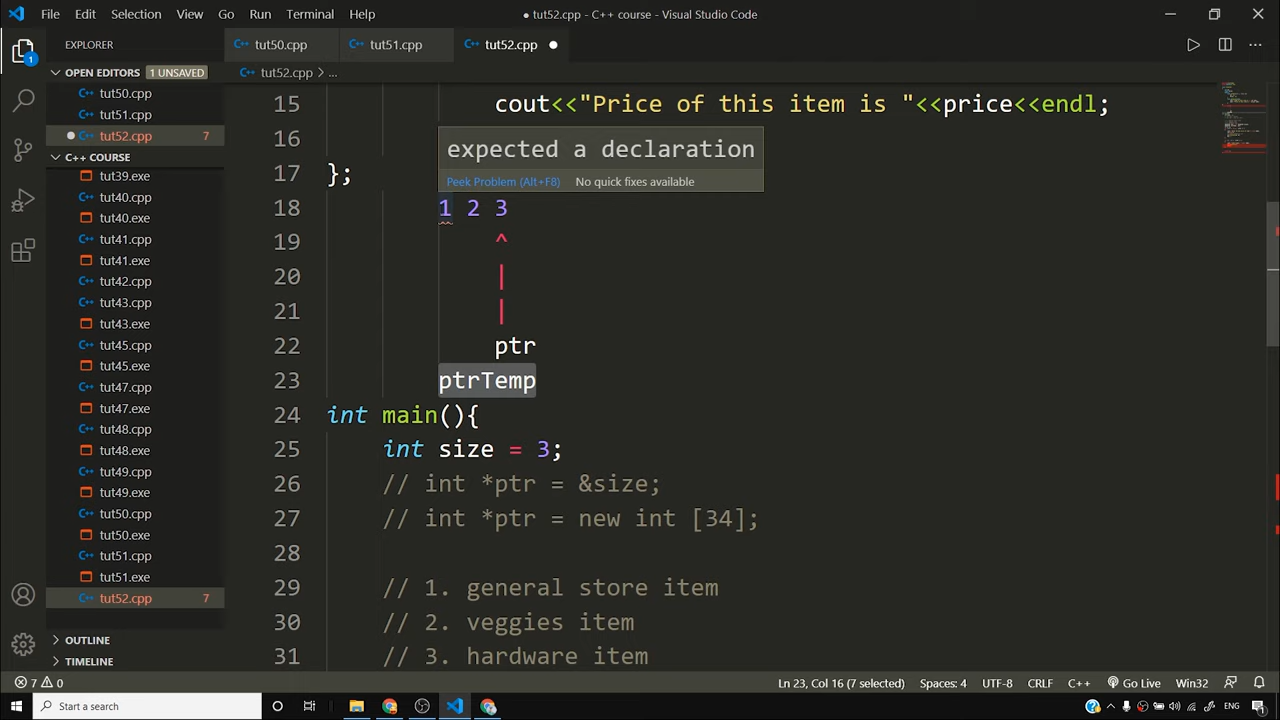 File Edit Selection View Go Run Terminal Help
● tut52.cpp - C++ course - Visual Studio Code
EXPLORER
tut50.cpp tut51.cpp tut52.cpp ●
OPEN EDITORS 1 UNSAVED
tut52.cpp > ...
tut50.cpp
tut51.cpp
● tut52.cpp 7
C++ COURSE
tut39.exe
tut40.cpp
tut40.exe
tut41.cpp
tut41.exe
tut42.cpp
tut43.cpp
tut43.exe
tut45.cpp
tut45.exe
tut47.cpp
tut47.exe
tut48.cpp
tut48.exe
tut49.cpp
tut49.exe
tut50.cpp
tut50.exe
tut51.cpp
tut51.exe
tut52.cpp 7
OUTLINE
TIMELINE
15 cout<<"Price of this item is "<<price<<endl;
16
expected a declaration
Peek Problem (Alt+F8) No quick fixes available
17 };
18 1 2 3
19 ^
20 |
21 |
22 ptr
23 ptrTemp
24 int main(){
25 int size = 3;
26 // int *ptr = &size;
27 // int *ptr = new int [34];
28
29 // 1. general store item
30 // 2. veggies item
31 // 3. hardware item
7 0 Ln 23, Col 16 (7 selected) Spaces: 4 UTF-8 CRLF C++ Go Live Win32
Start a search ENG